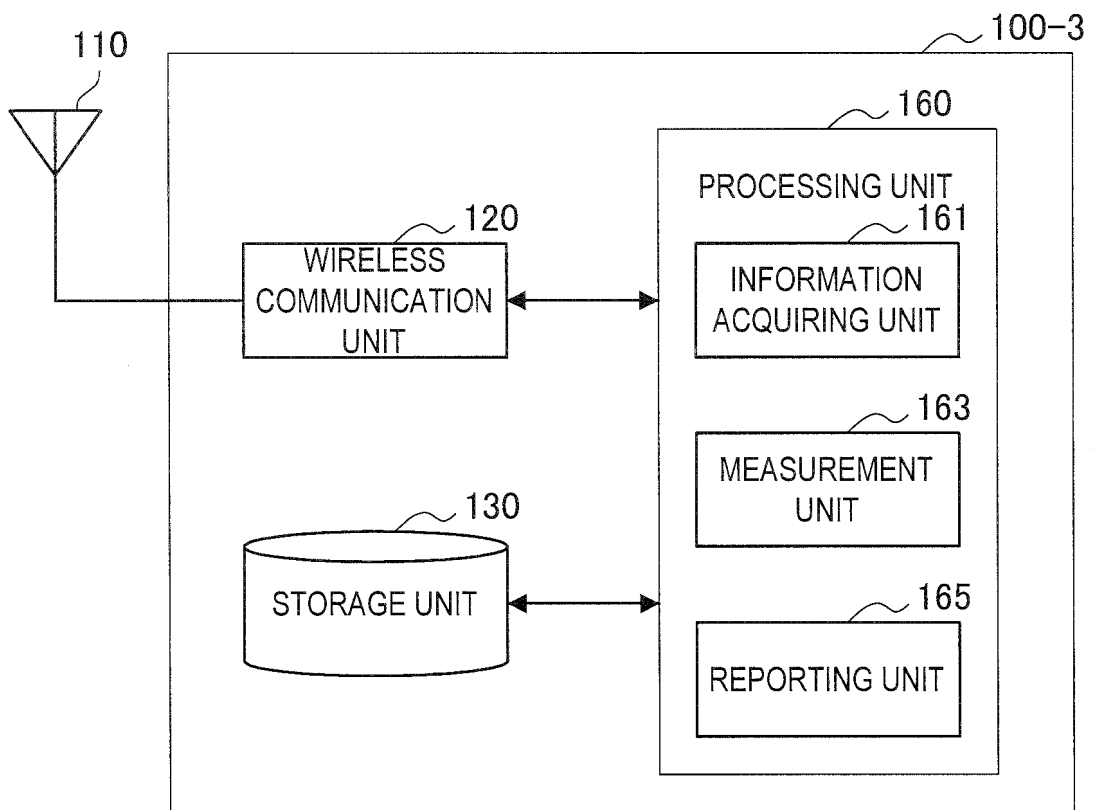 100-3
110
160
PROCESSING UNIT
120
WIRELESS
COMMUNICATION
UNIT
161
INFORMATION
ACQUIRING UNIT
163
MEASUREMENT
UNIT
130
STORAGE UNIT
165
REPORTING UNIT